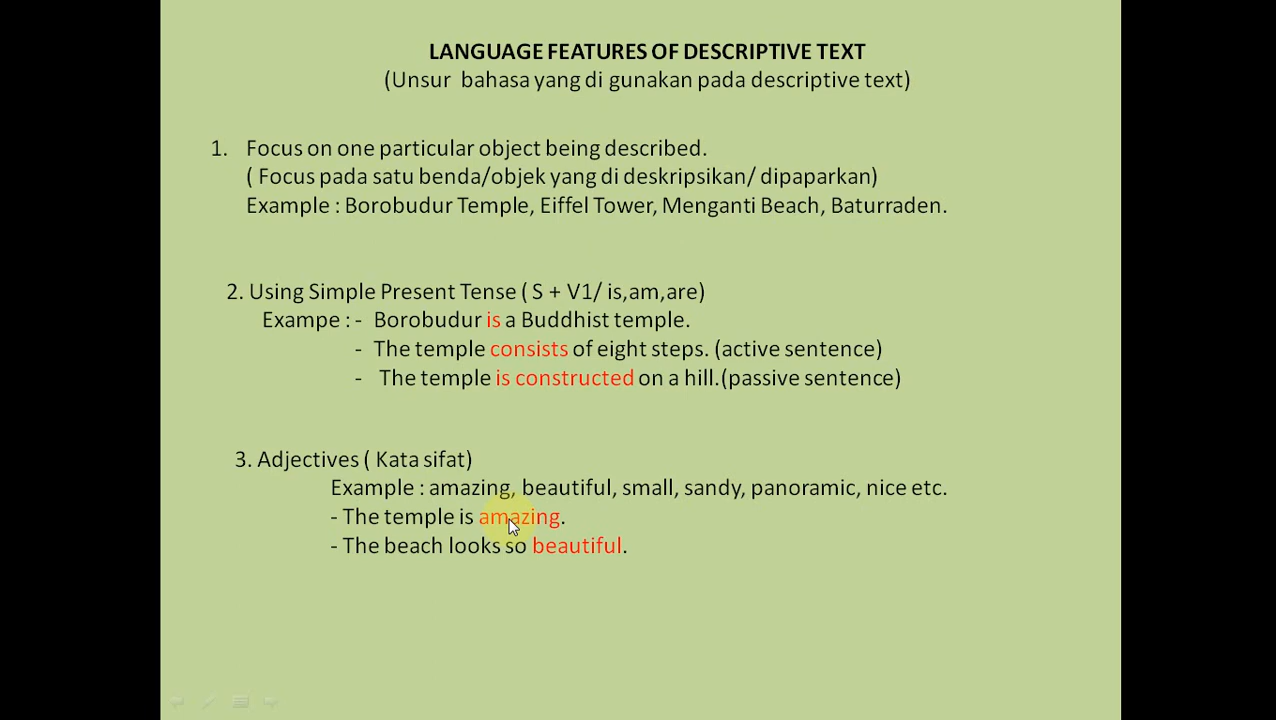 LANGUAGE FEATURES OF DESCRIPTIVE TEXT
(Unsur bahasa yang di gunakan pada descriptive text)
1. Focus on one particular object being described.
( Focus pada satu benda/objek yang di deskripsikan/ dipaparkan)
Example : Borobudur Temple, Eiffel Tower, Menganti Beach, Baturraden.
2. Using Simple Present Tense ( S + V1/ is,am,are)
Exampe : - Borobudur is a Buddhist temple.
- The temple consists of eight steps. (active sentence)
- The temple is constructed on a hill.(passive sentence)
3. Adjectives ( Kata sifat)
Example : amazing, beautiful, small, sandy, panoramic, nice etc.
- The temple is amazing.
- The beach looks so beautiful.